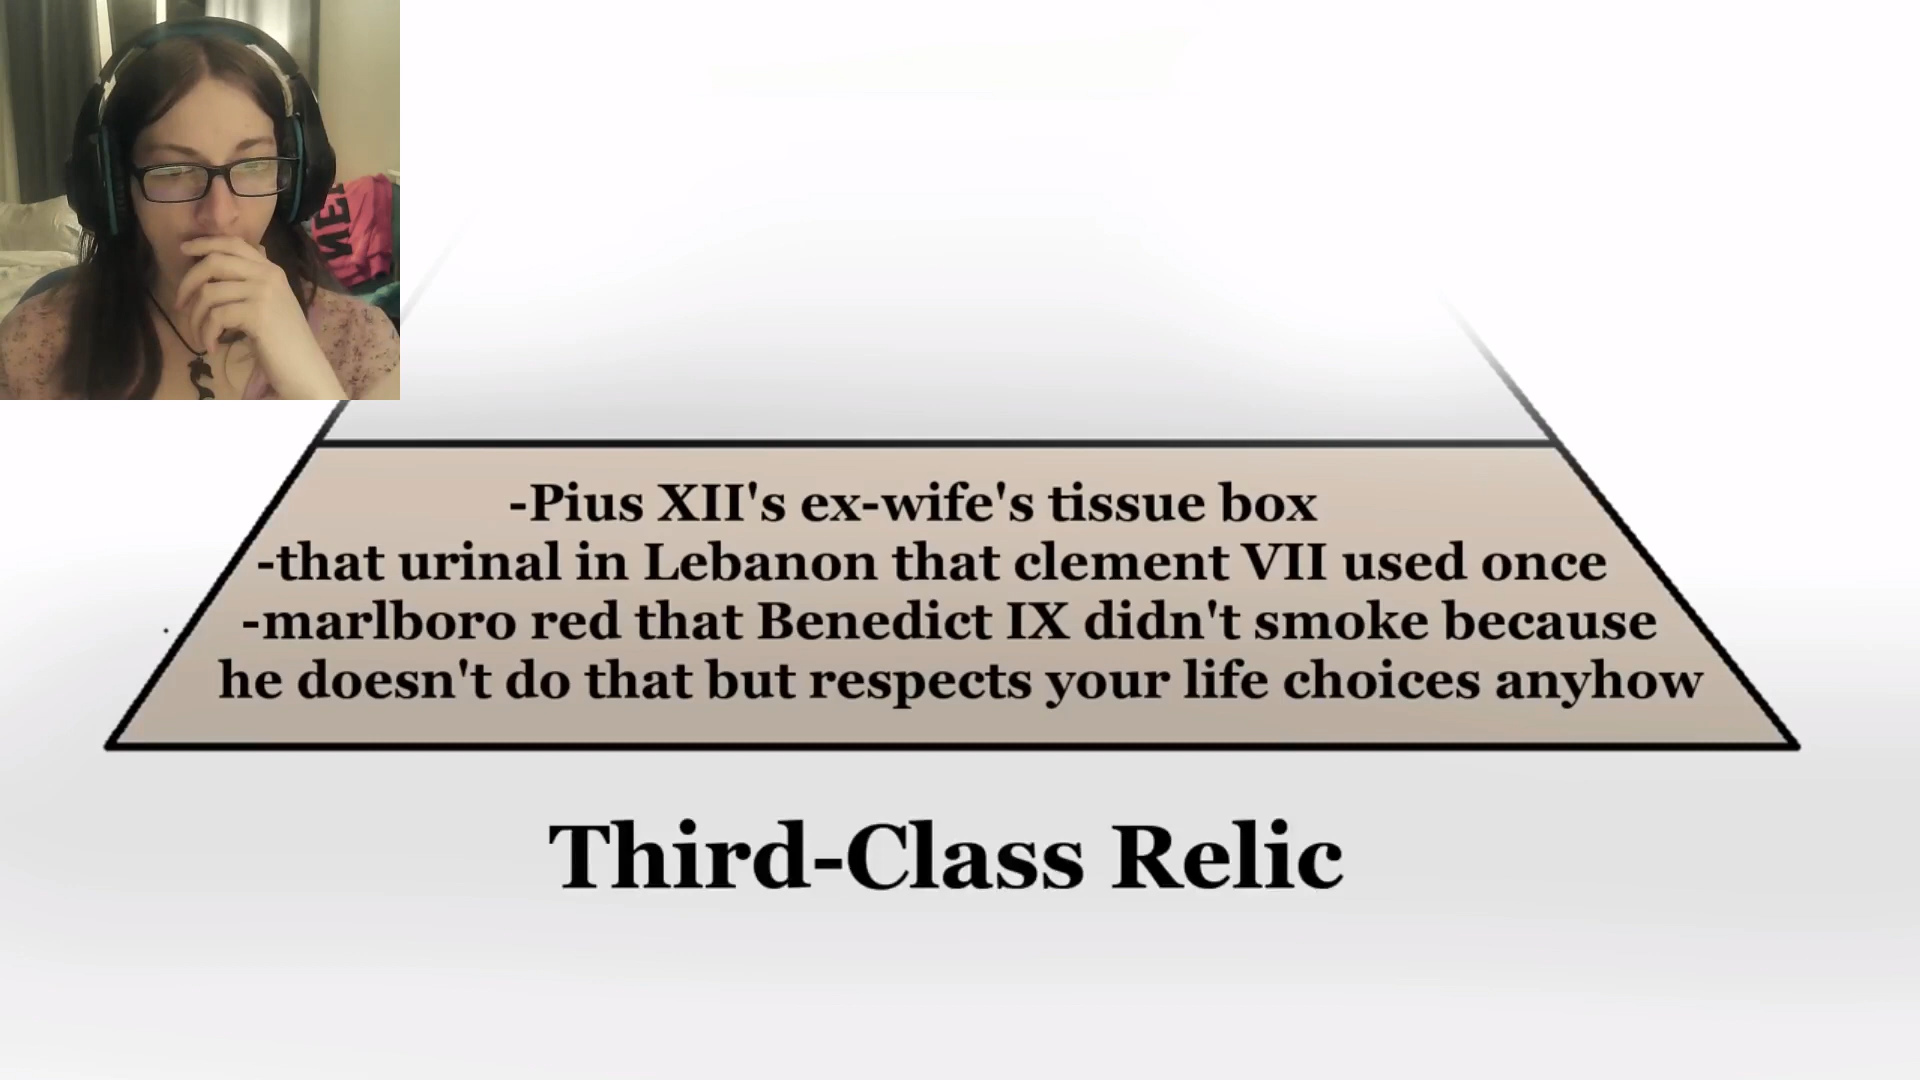 -Pius XII's ex-wife's tissue box
-that urinal in Lebanon that clement VII used once
-marlboro red that Benedict IX didn't smoke because
he doesn't do that but respects your life choices anyhow
Third-Class Relic